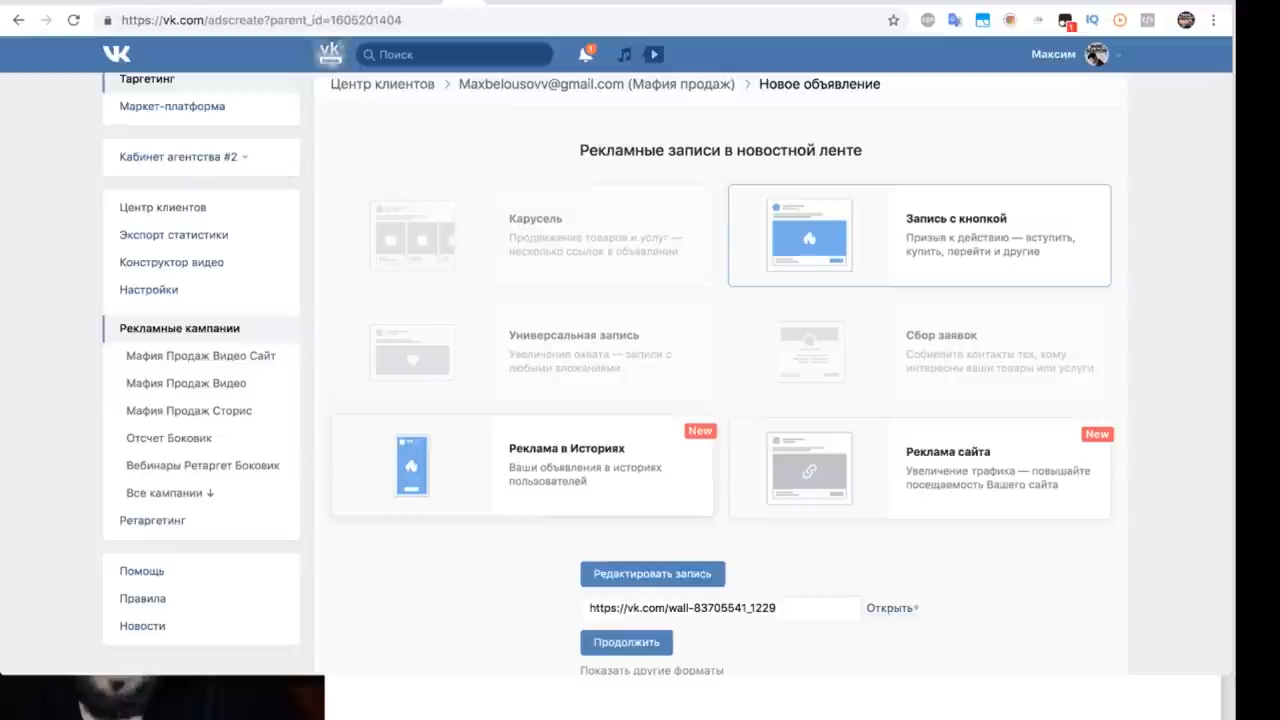 https://vk.com/adscreate?parent_id=1605201404
1
IQ
vk
Поиск
1
Максим
Таргетинг
Маркет-платформа
Кабинет агентства #2
Центр клиентов
Экспорт статистики
Конструктор видео
Настройки
Рекламные кампании
Мафия Продаж Видео Сайт
Мафия Продаж Видео
Мафия Продаж Сторис
Отсчет Боковик
Вебинары Ретаргет Боковик
Все кампании ↓
Ретаргетинг
Помощь
Правила
Новости
Центр клиентов > Maxbelousovv@gmail.com (Мафия продаж) > Новое объявление
Рекламные записи в новостной ленте
Карусель
Продвижение товаров и услуг —
несколько ссылок в объявлении
Запись с кнопкой
Призыв к действию — вступить,
купить, перейти и другие
Универсальная запись
Увеличение охвата — записи с
любыми вложениями
Сбор заявок
Собирайте контакты тех, кому
интересны ваши товары или услуги
New
Реклама в Историях
Ваши объявления в историях
пользователей
New
Реклама сайта
Увеличение трафика — повышайте
посещаемость Вашего сайта
Редактировать запись
https://vk.com/wall-83705541_1229
Открыть
Продолжить
Показать другие форматы